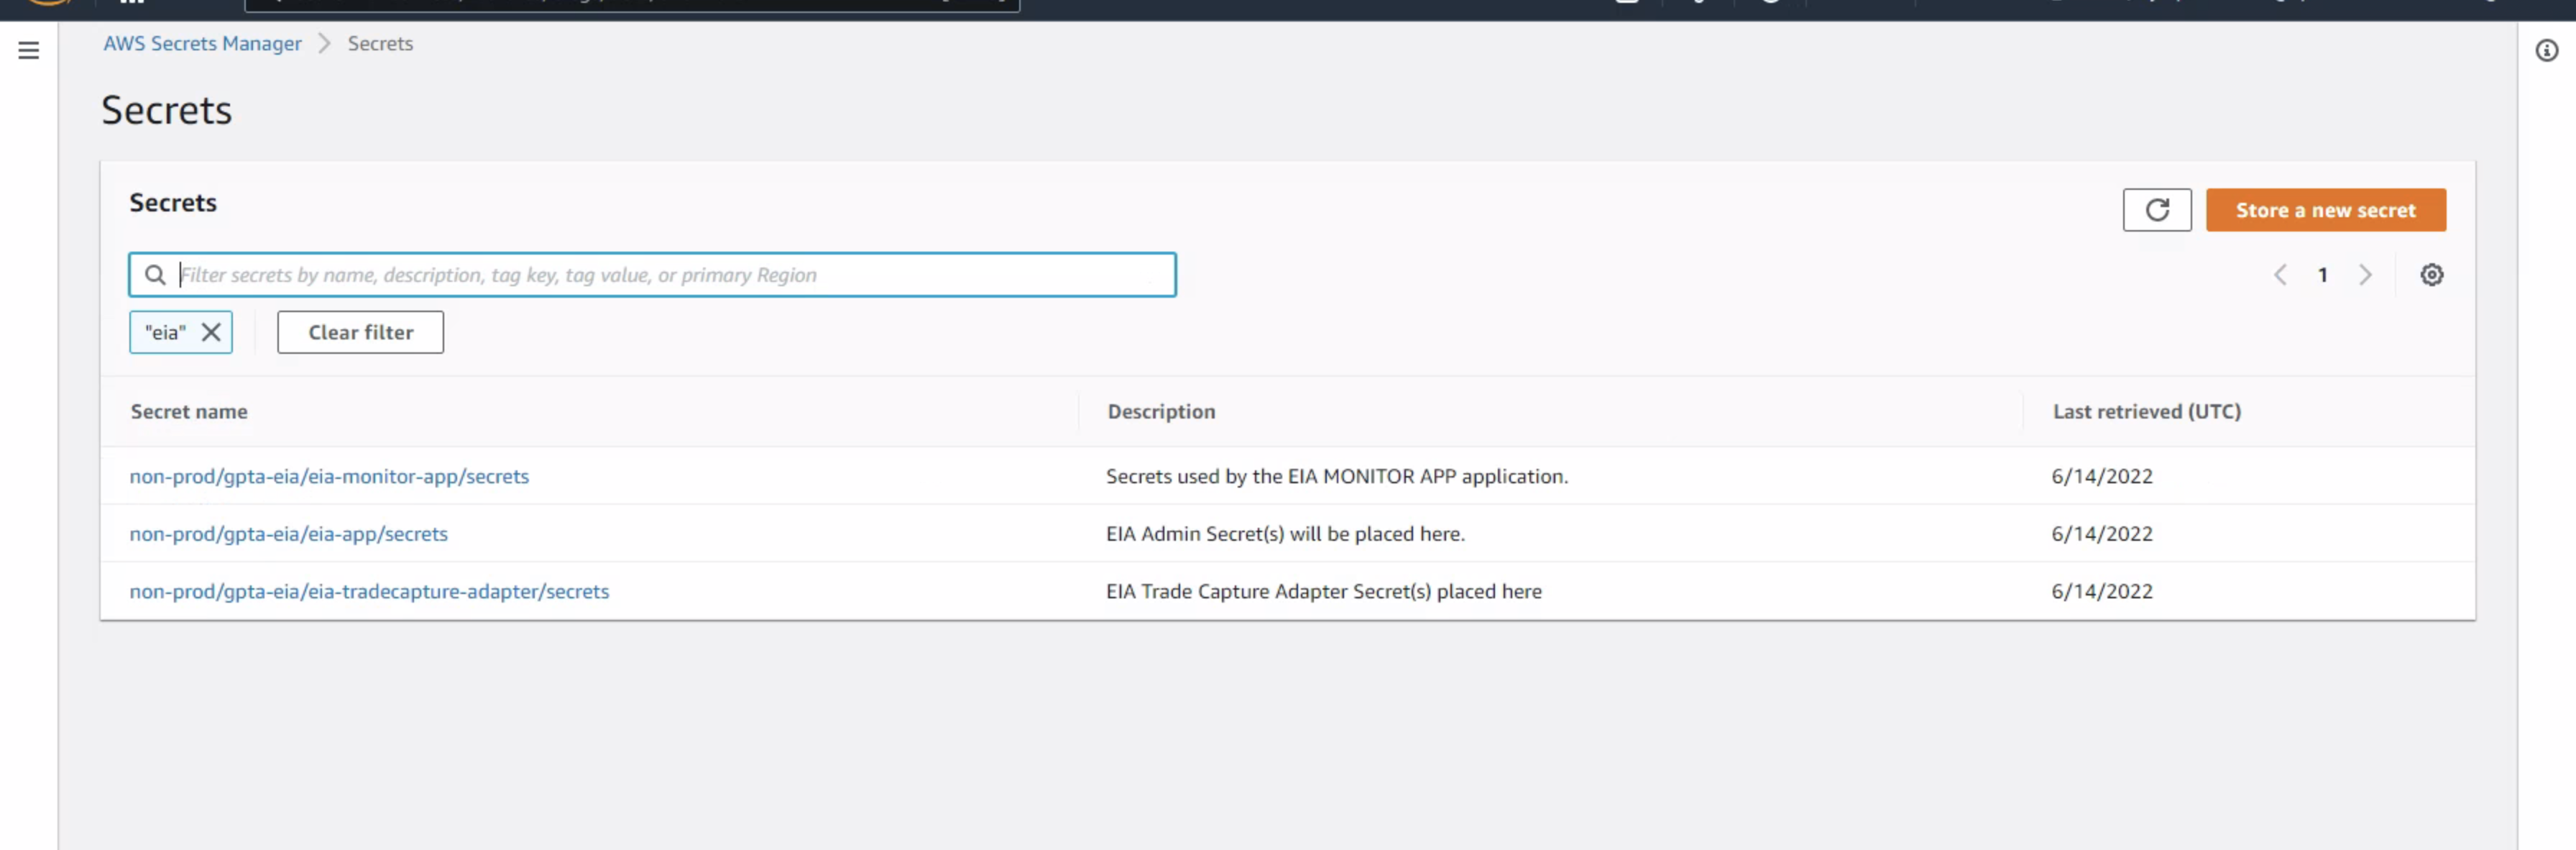 AWS Secrets Manager > Secrets
Secrets
Secrets
Store a new secret
Filter secrets by name, description, tag key, tag value, or primary Region
1
"eia"
Clear filter
Secret name Description Last retrieved (UTC)
non-prod/gpta-eia/eia-monitor-app/secrets Secrets used by the EIA MONITOR APP application. 6/14/2022
non-prod/gpta-eia/eia-app/secrets EIA Admin Secret(s) will be placed here. 6/14/2022
non-prod/gpta-eia/eia-tradecapture-adapter/secrets EIA Trade Capture Adapter Secret(s) placed here 6/14/2022